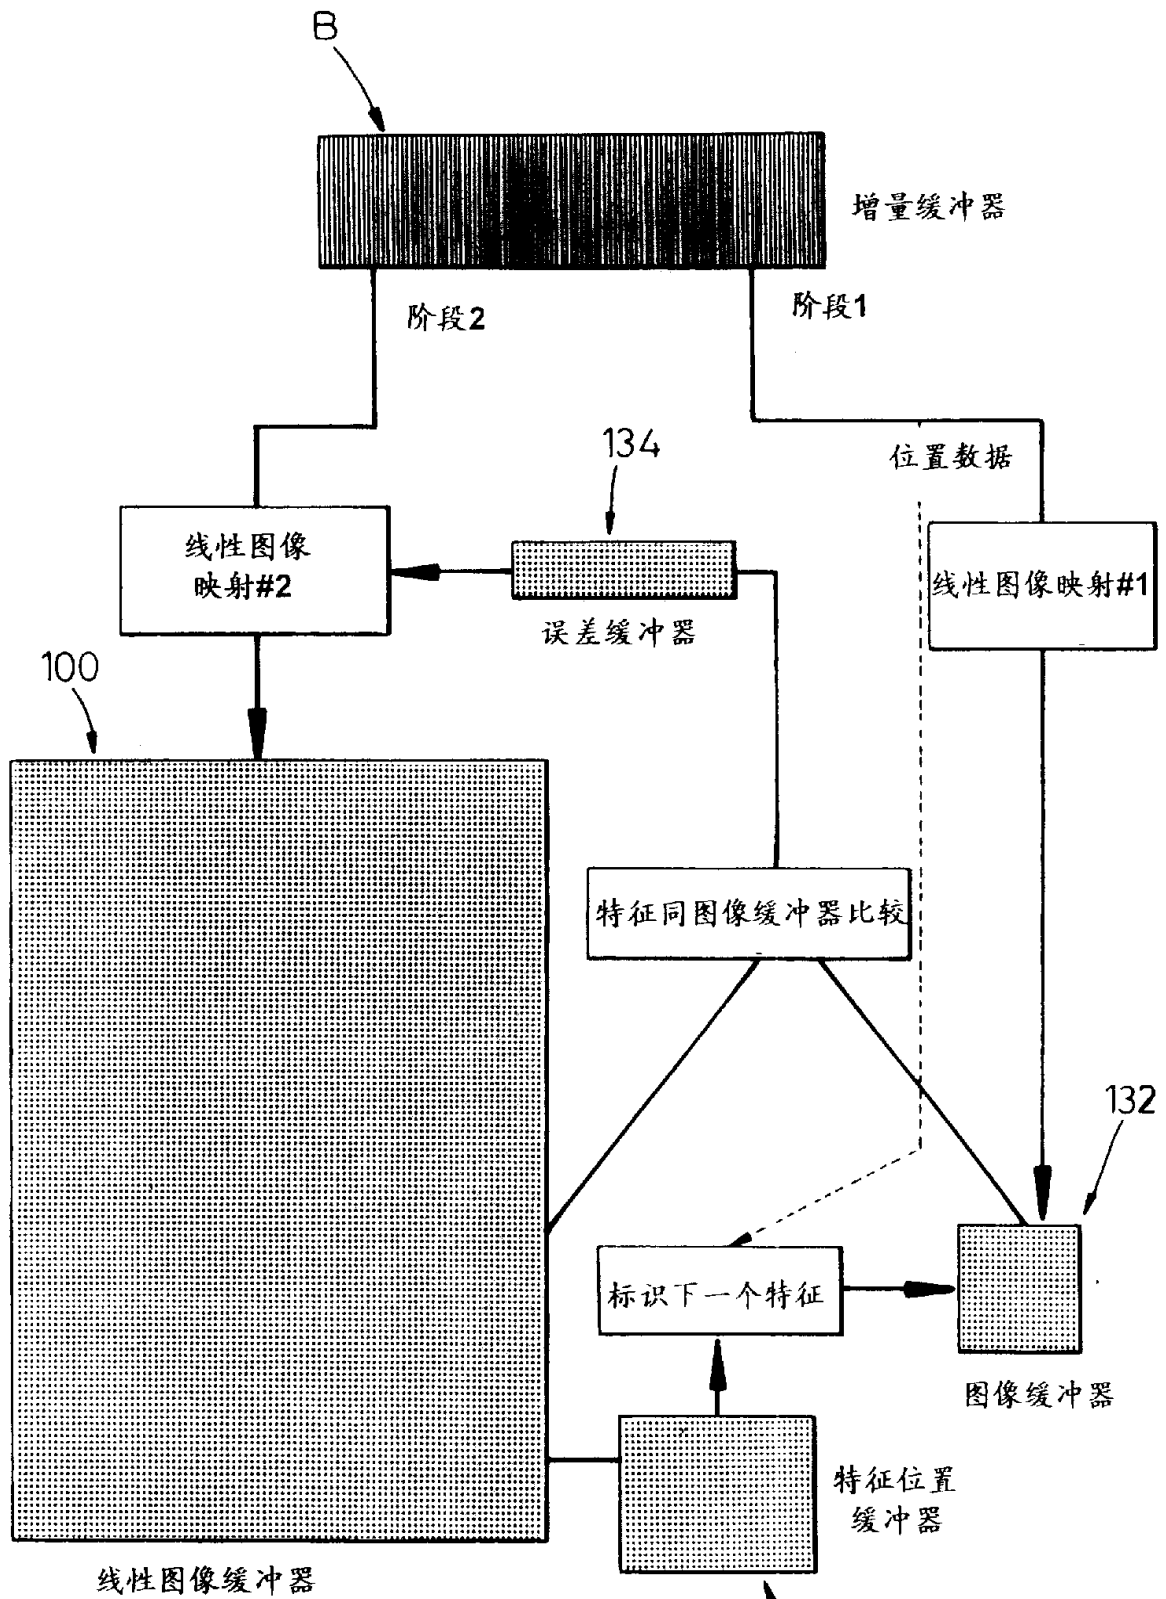 B
增量缓冲器
阶段2
阶段1
134
位置数据
线性图像
映射#2
线性图像映射#1
误差缓冲器
100
特征同图像缓冲器比较
132
标识下一个特征
图像缓冲器
特征位置
缓冲器
线性图像缓冲器